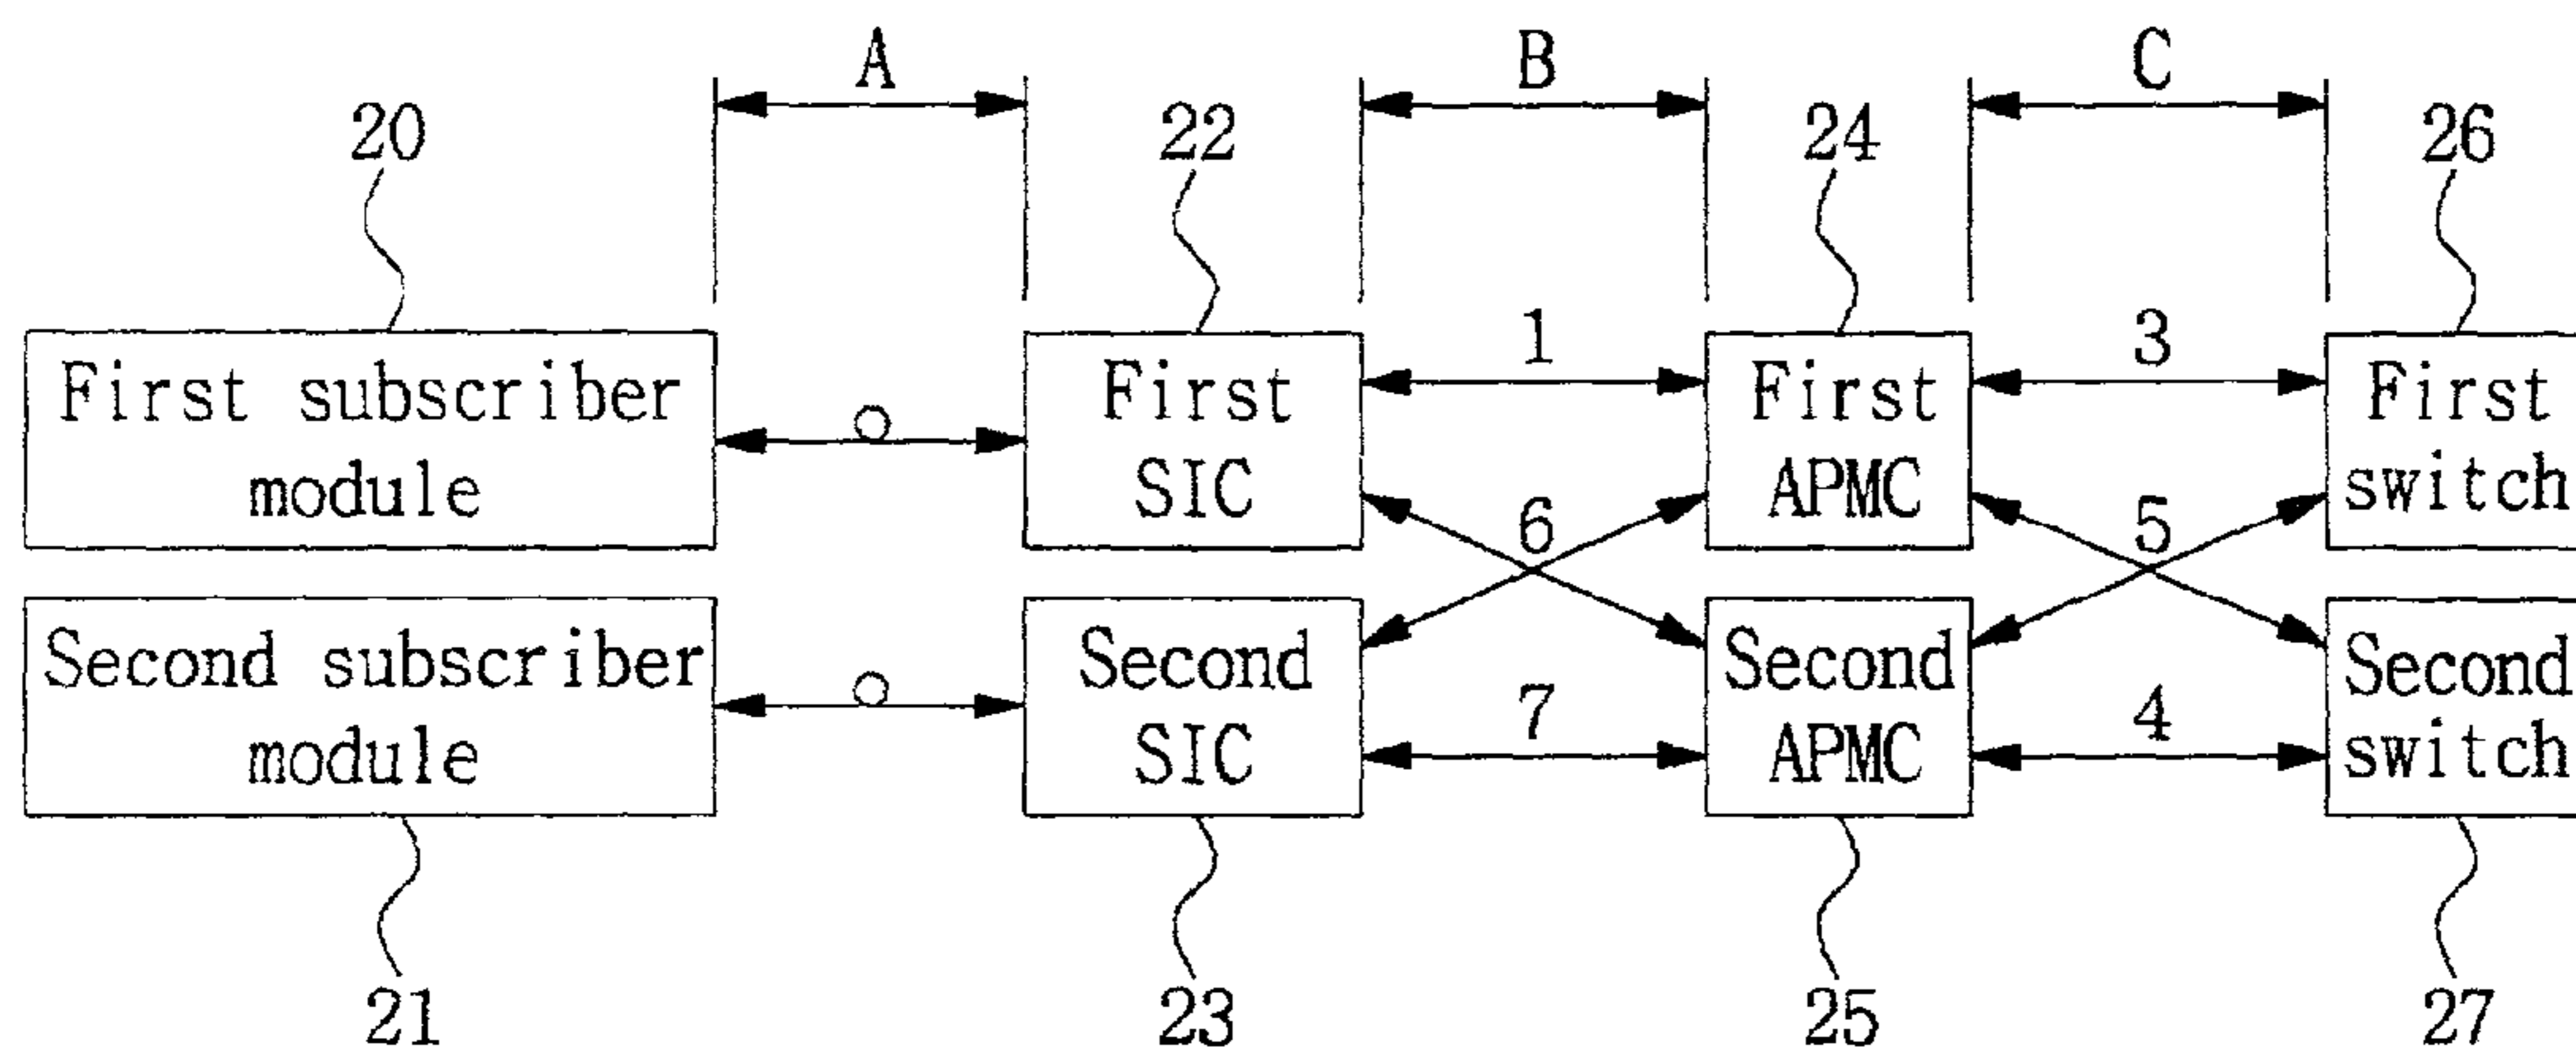 A
B
C
20
22
24
26
First subscriber
module
First
SIC
1
First
APMC
3
First
switch
6
5
Second subscriber
module
Second
SIC
7
Second
APMC
4
Second
switch
21
23
25
27